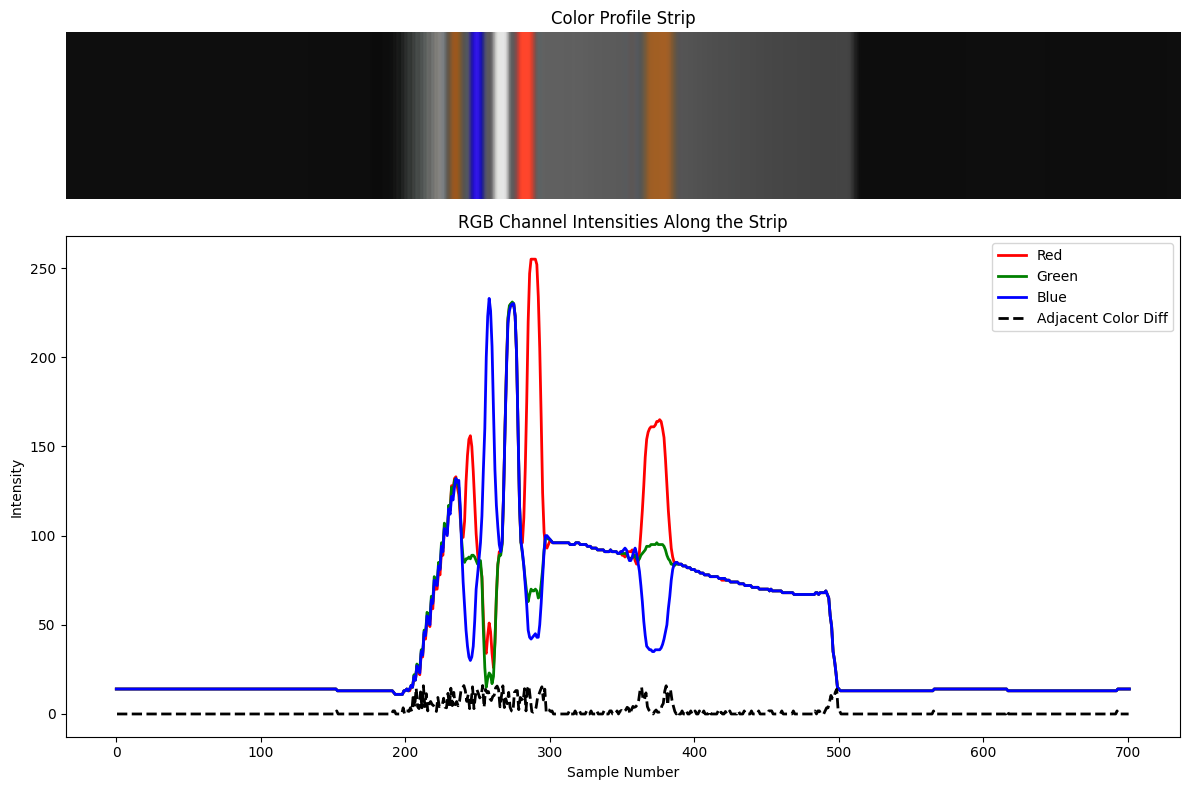 Color Profile Strip
RGB Channel Intensities Along the Strip
250
200
150
100
50
0
Intensity
Red
Green
Blue
Adjacent Color Diff
0 100 200 300 400 500 600 700
Sample Number